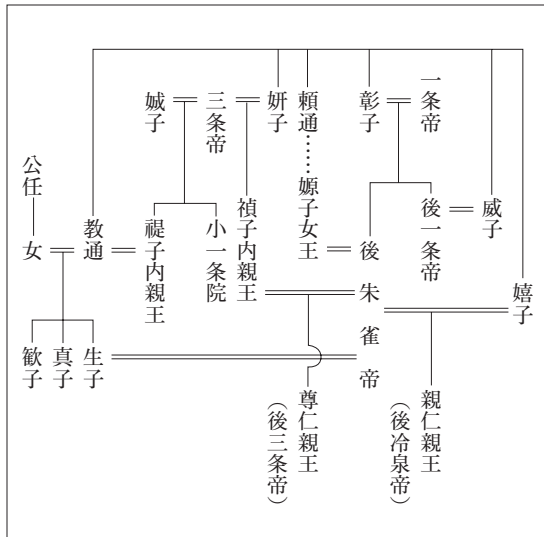 嬉子
威子
一条帝
彰子
頼通……嫄子女王
妍子
三条帝
娍子
公任
女
教通
禔子内親王
小一条院
禎子内親王
後一条帝
後朱雀帝
生子
真子
歓子
親仁親王
（後冷泉帝）
尊仁親王
（後三条帝）